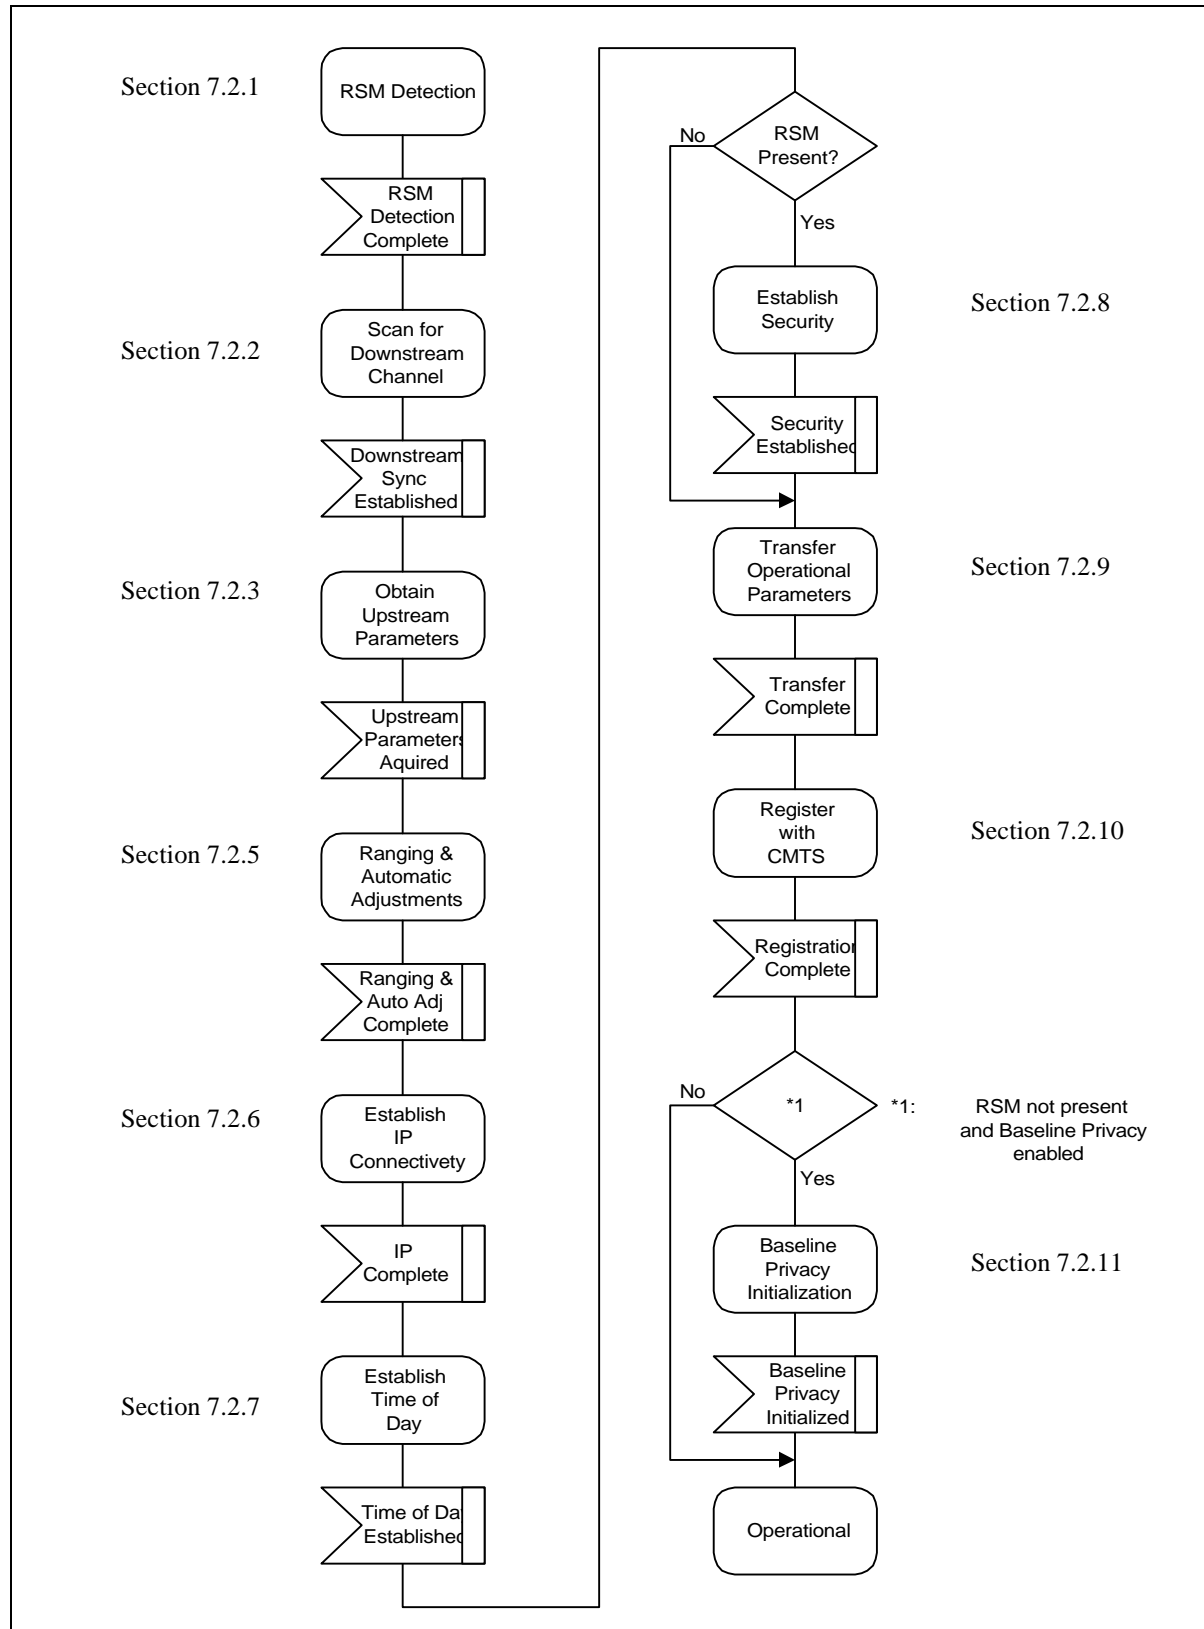 Section 7.2.1
RSM Detection
RSM
Detection
Complete
Section 7.2.2
Scan for
Downstream
Channel
Downstream
Sync
Established
Section 7.2.3
Obtain
Upstream
Parameters
Upstream
Parameters
Aquired
Section 7.2.5
Ranging &
Automatic
Adjustments
Ranging &
Auto Adj
Complete
Section 7.2.6
Establish
IP
Connectivety
IP
Complete
Section 7.2.7
Establish
Time of
Day
Time of Day
Established
No
RSM
Present?
Yes
Establish
Security
Section 7.2.8
Security
Established
Transfer
Operational
Parameters
Section 7.2.9
Transfer
Complete
Register
with
CMTS
Section 7.2.10
Registration
Complete
No
*1
*1:
RSM not present
and Baseline Privacy
enabled
Yes
Baseline
Privacy
Initialization
Section 7.2.11
Baseline
Privacy
Initialized
Operational